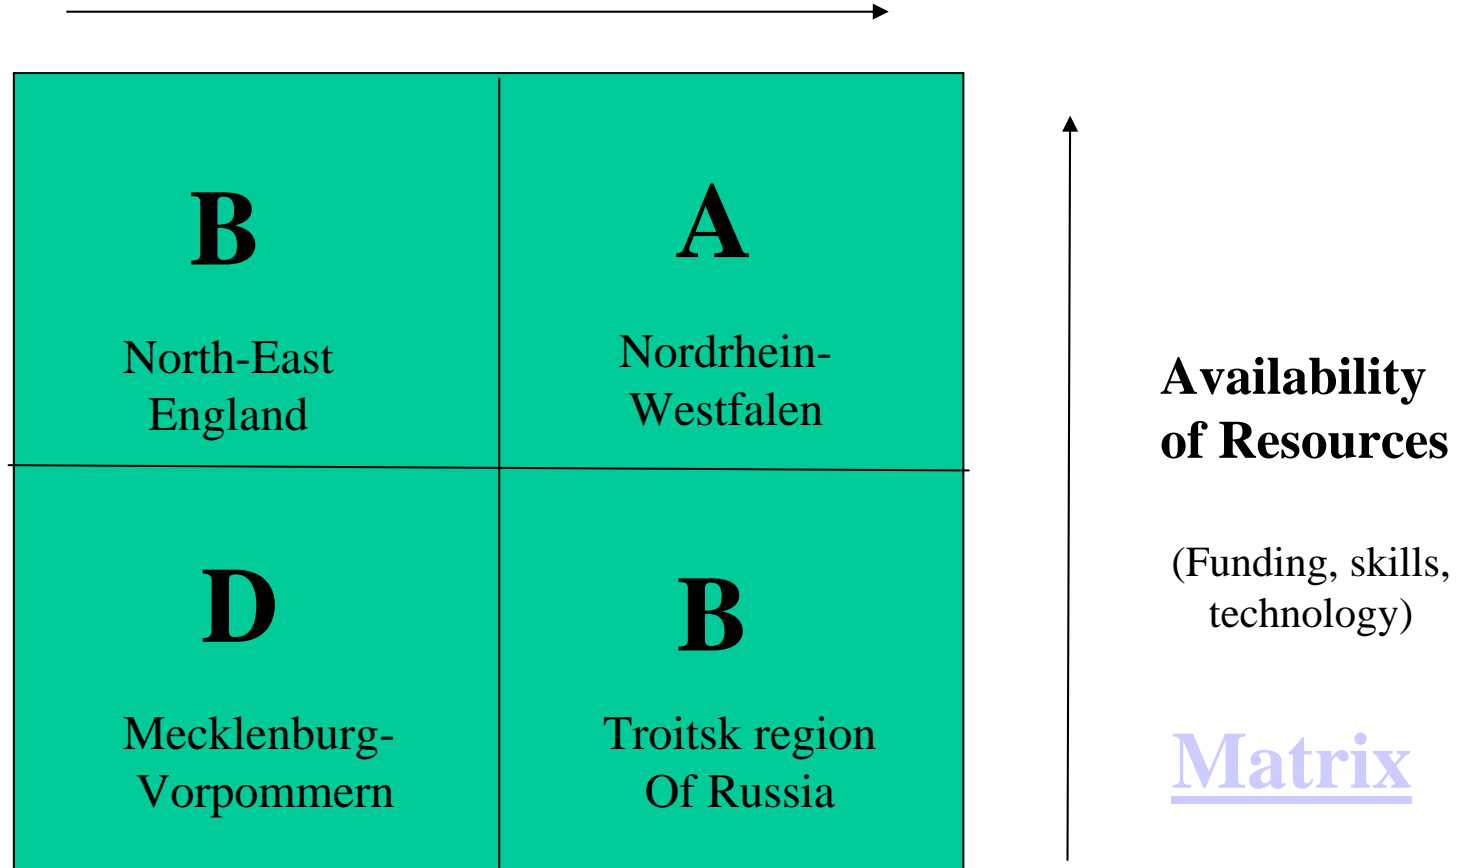 B
North-East
England
A
Nordrhein-
Westfalen
D
Mecklenburg-
Vorpommern
B
Troitsk region
Of Russia
Availability
of Resources
(Funding, skills,
technology)
Matrix